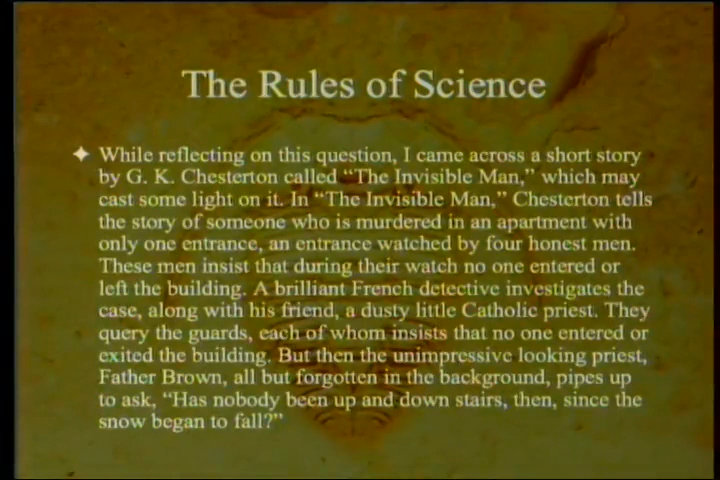 The Rules of Science
✦ While reflecting on this question, I came across a short story
by G. K. Chesterton called “The Invisible Man,” which may
cast some light on it. In “The Invisible Man,” Chesterton tells
the story of someone who is murdered in an apartment with
only one entrance, an entrance watched by four honest men.
These men insist that during their watch no one entered or
left the building. A brilliant French detective investigates the
case, along with his friend, a dusty little Catholic priest. They
query the guards, each of whom insists that no one entered or
exited the building. But then the unimpressive looking priest,
Father Brown, all but forgotten in the background, pipes up
to ask, “Has nobody been up and down stairs, then, since the
snow began to fall?”